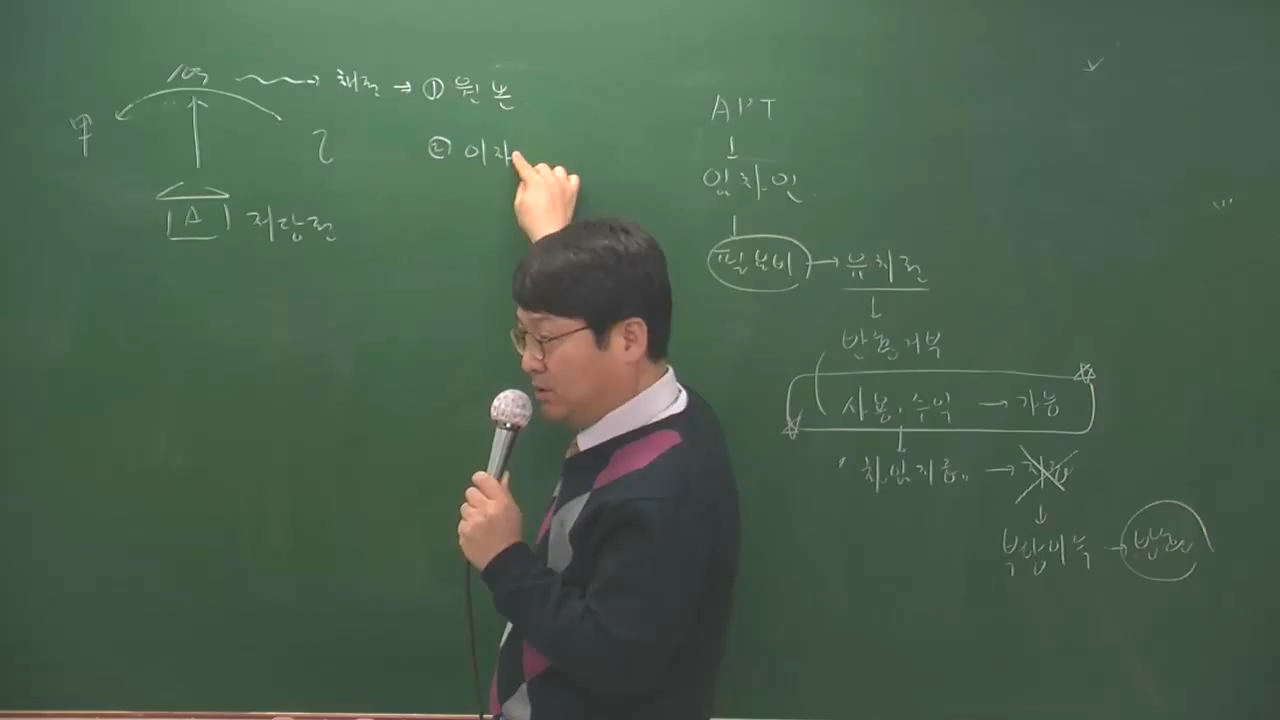 10억 → 채권 → ① 원본
甲 乙
② 이자
A 저당권
APT
↓
임차인
필요비 → 유치권
↓
반환거부
사용.수익 → 가능
↓
"차임지급" →
↓
부당이득 → 반환